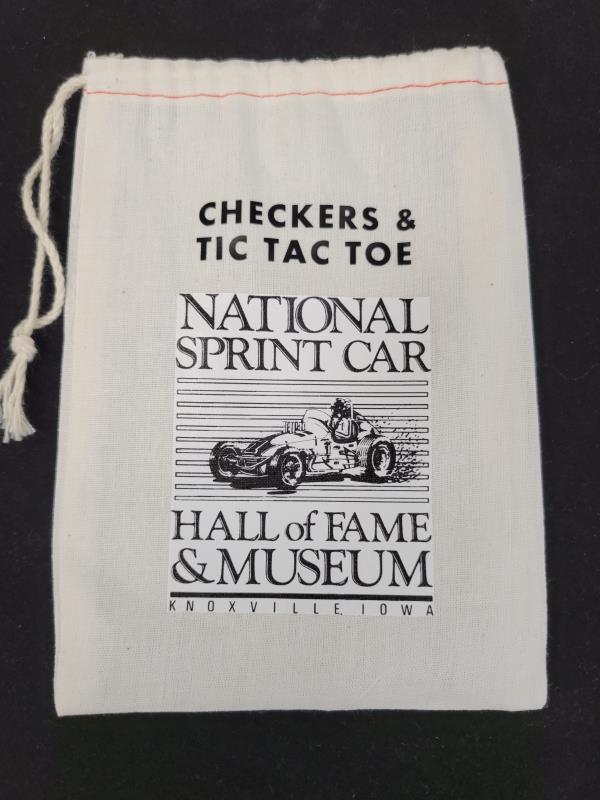 CHECKERS &
TIC TAC TOE
NATIONAL
SPRINT CAR
HALL of FAME
& MUSEUM
KNOXVILLE, IOWA